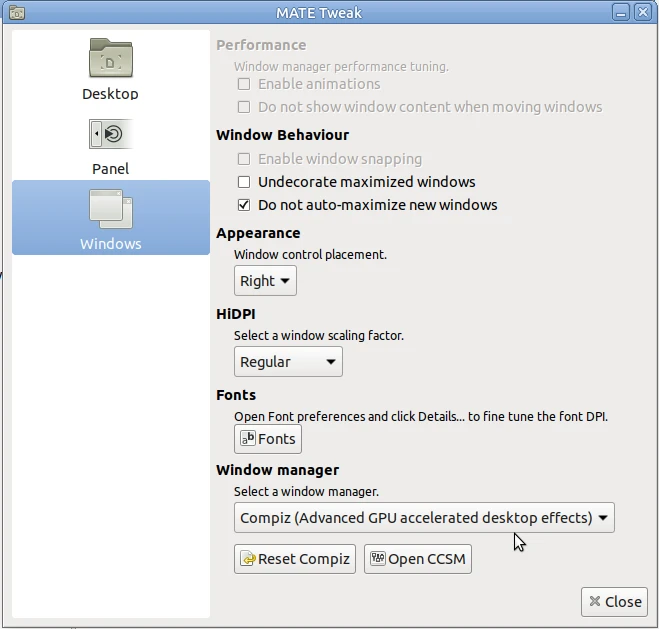 MATE Tweak
Desktop
Panel
Windows
Performance
Window manager performance tuning.
Enable animations
Do not show window content when moving windows
Window Behaviour
Enable window snapping
Undecorate maximized windows
Do not auto-maximize new windows
Appearance
Window control placement.
Right
HiDPI
Select a window scaling factor.
Regular
Fonts
Open Font preferences and click Details... to fine tune the font DPI.
Fonts
Window manager
Select a window manager.
Compiz (Advanced GPU accelerated desktop effects)
Reset Compiz
Open CCSM
Close